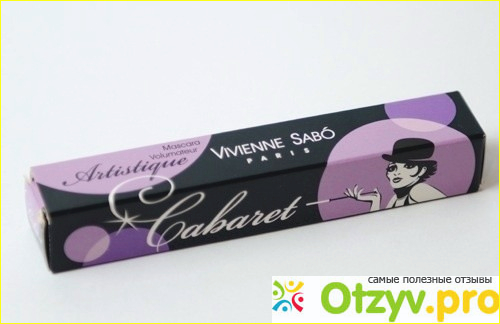 Mascara
Volumateur
Artistique
VIVIENNE SABÓ
PARIS
Cabaret
самые полезные отзывы
Otzyv.pro